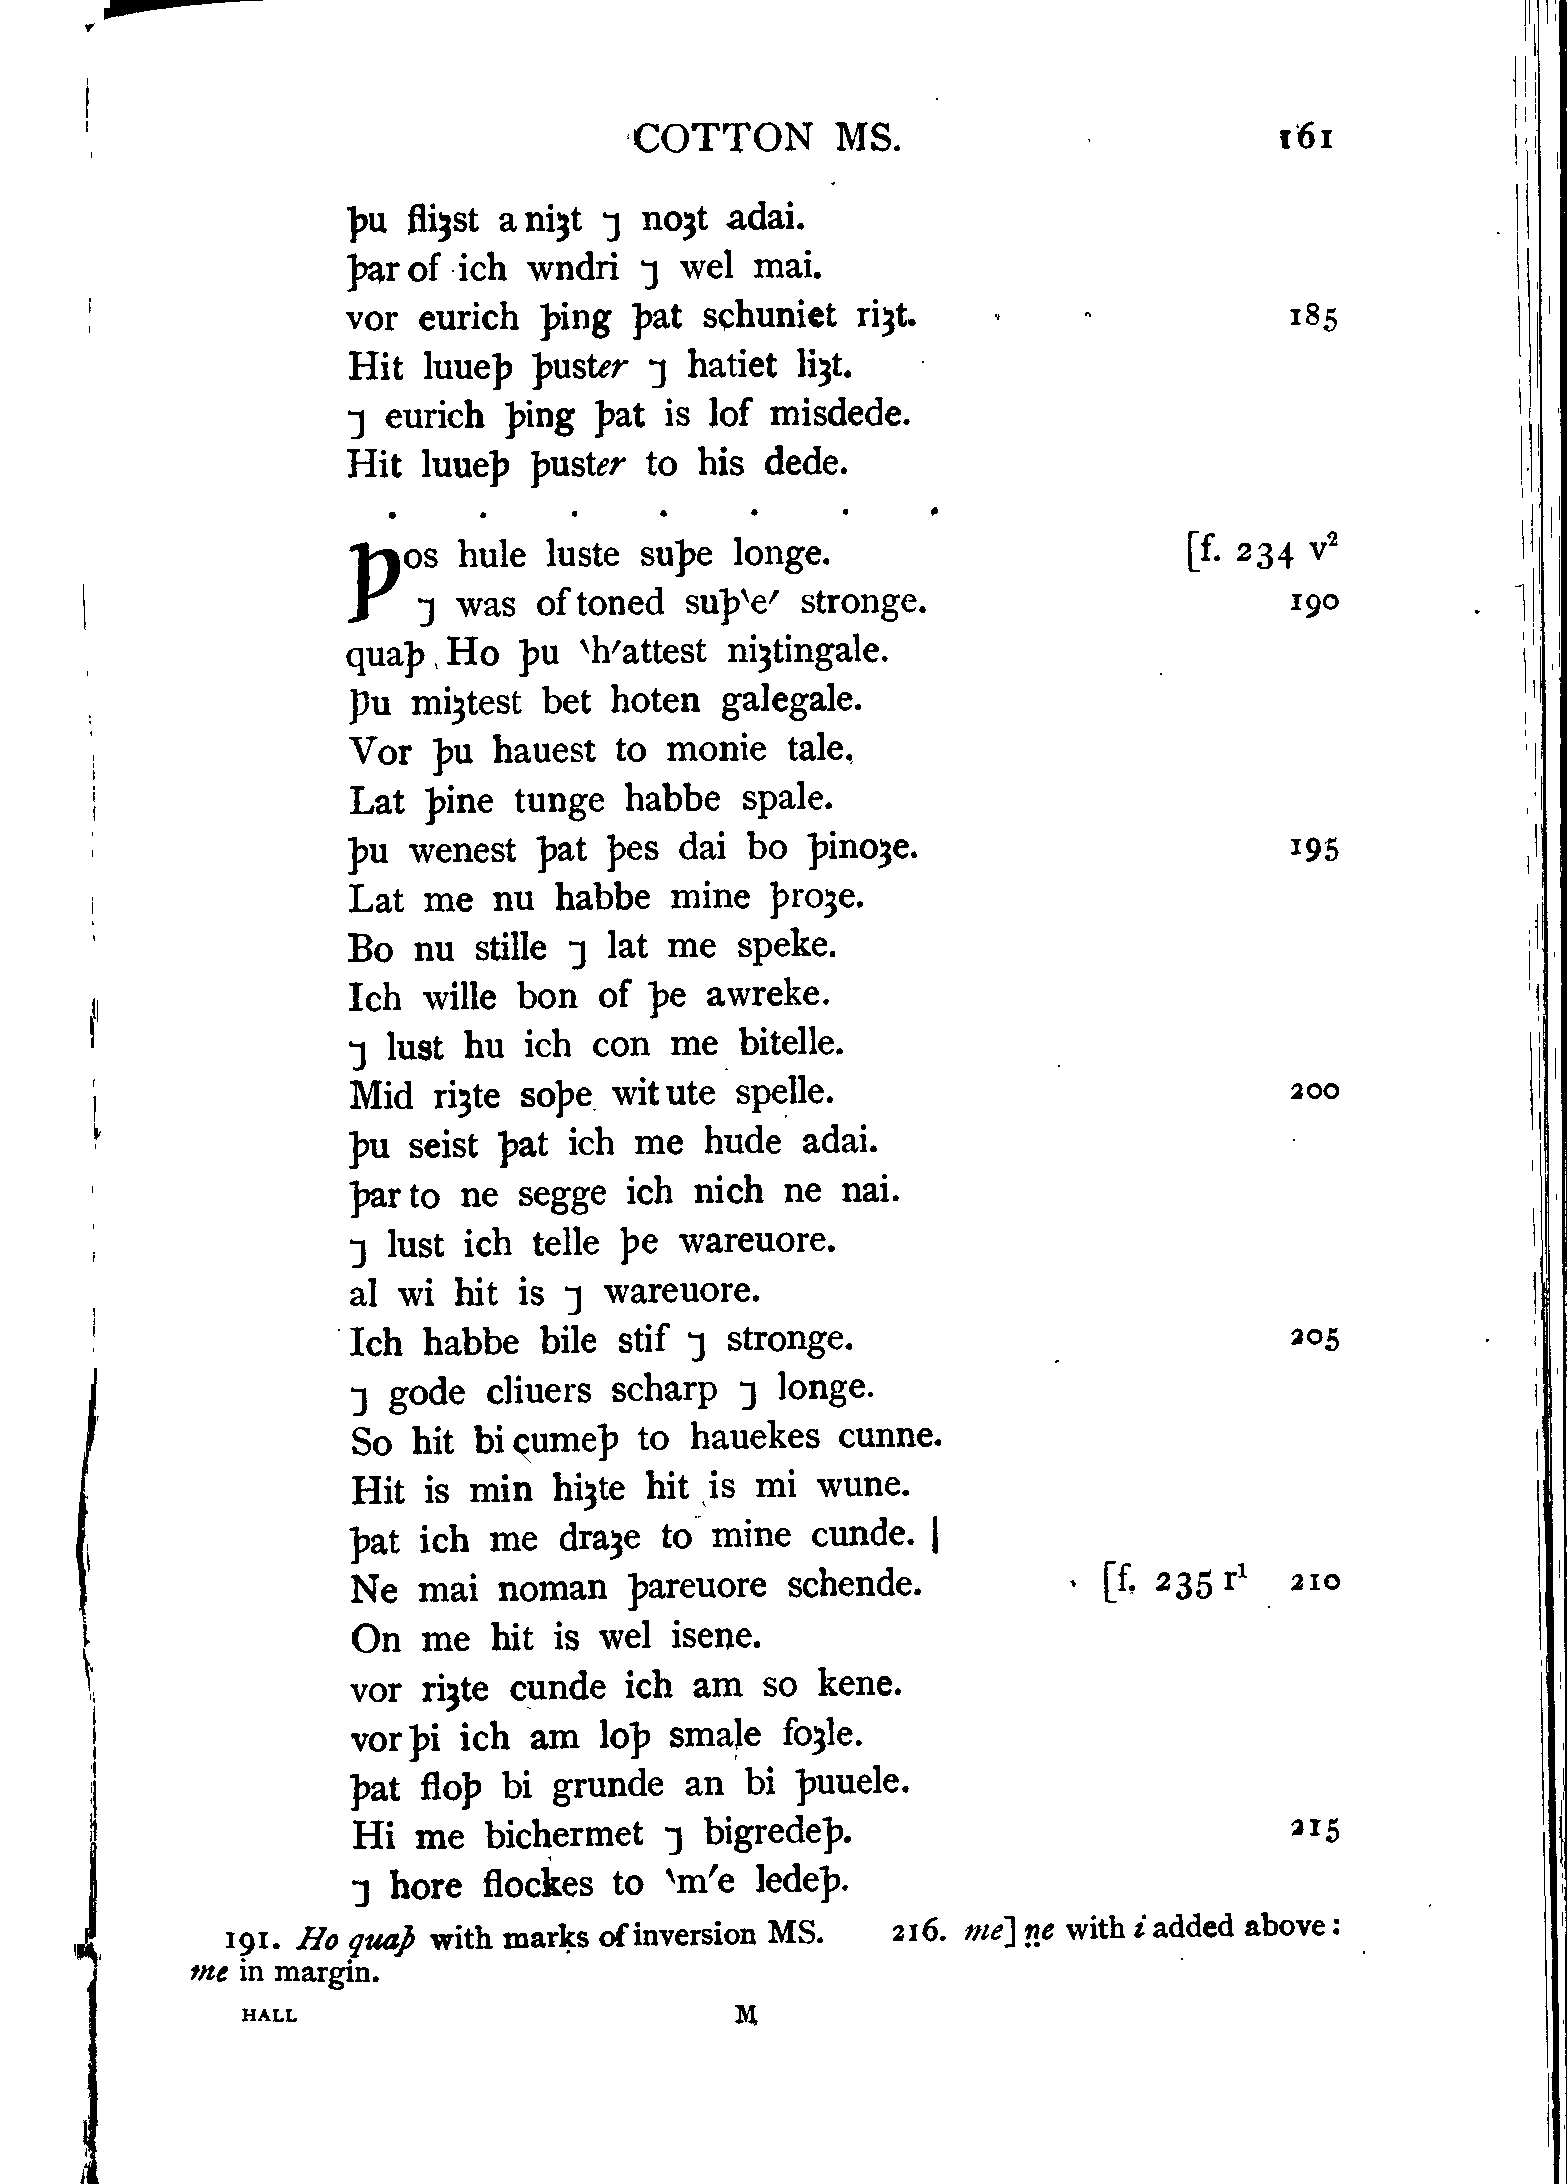 COTTON MS. 161
þu fliȝst a niȝt ⁊ noȝt adai.
þar of ich wndri ⁊ wel mai.
vor eurich þing þat schuniet riȝt. 185
Hit luueþ þuster ⁊ hatiet liȝt.
⁊ eurich þing þat is lof misdede.
Hit luueþ þuster to his dede.
. . . . . . .
Þos hule luste suþe longe. [f. 234 v²
⁊ was of toned suþ‵e′ stronge. 190
quaþ Ho þu ‵h′attest niȝtingale.
Þu miȝtest bet hoten galegale.
Vor þu hauest to monie tale.
Lat þine tunge habbe spale.
þu wenest þat þes dai bo þinoȝe. 195
Lat me nu habbe mine þroȝe.
Bo nu stille ⁊ lat me speke.
Ich wille bon of þe awreke.
⁊ lust hu ich con me bitelle.
Mid riȝte soþe wit ute spelle. 200
þu seist þat ich me hude adai.
þar to ne segge ich nich ne nai.
⁊ lust ich telle þe wareuore.
al wi hit is ⁊ wareuore.
Ich habbe bile stif ⁊ stronge. 205
⁊ gode cliuers scharp ⁊ longe.
So hit bi cumeþ to hauekes cunne.
Hit is min hiȝte hit is mi wune.
þat ich me draȝe to mine cunde. |
Ne mai noman þareuore schende. [f. 235 r¹ 210
On me hit is wel isene.
vor riȝte cunde ich am so kene.
vor þi ich am loþ smale foȝle.
þat floþ bi grunde an bi þuuele.
Hi me bichermet ⁊ bigredeþ. 215
⁊ hore flockes to ‵m′e ledeþ.
191. Ho quaþ with marks of inversion MS. 216. me] ṇẹ with i added above:
me in margin.
HALL M